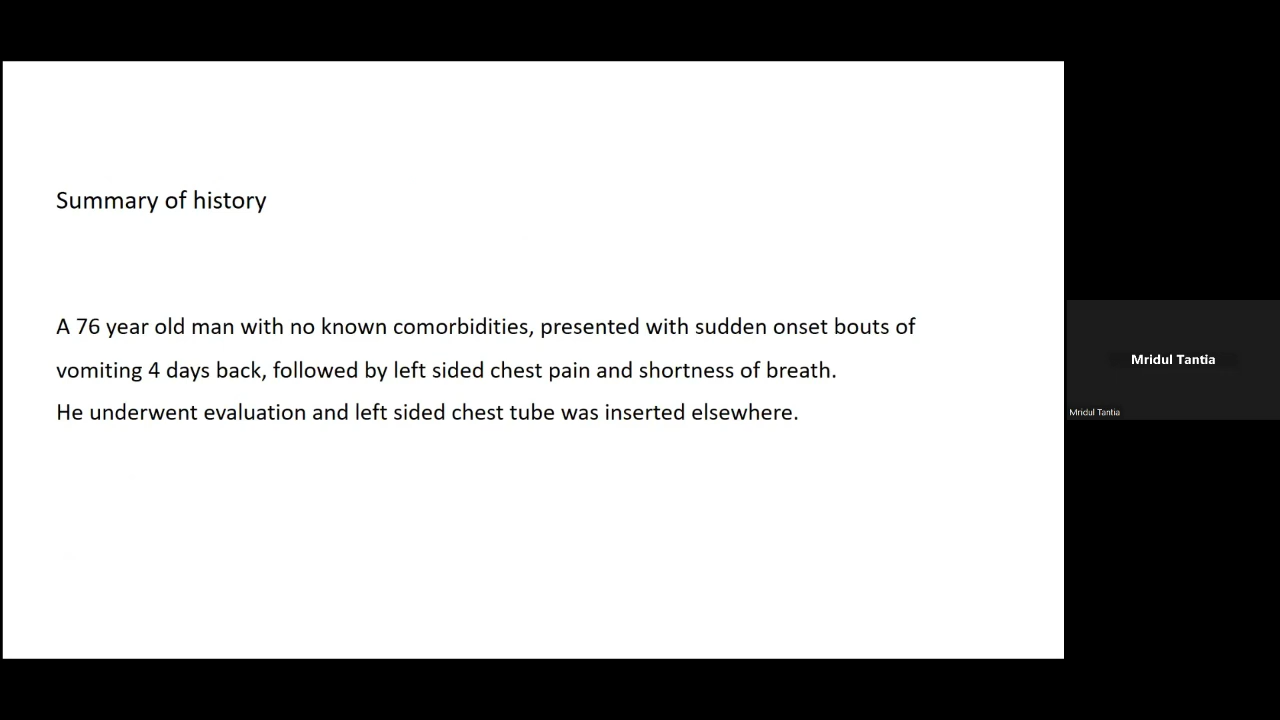 Summary of history
A 76 year old man with no known comorbidities, presented with sudden onset bouts of
vomiting 4 days back, followed by left sided chest pain and shortness of breath.
He underwent evaluation and left sided chest tube was inserted elsewhere.
Mridul Tantia
Mridul Tantia